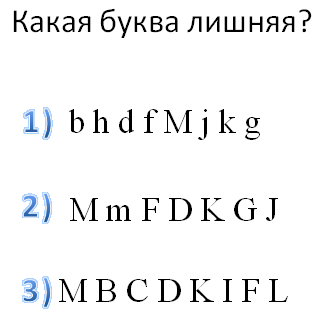 Какая буква лишняя?
1) b h d f M j k g
2) M m F D K G J
3) M B C D K I F L